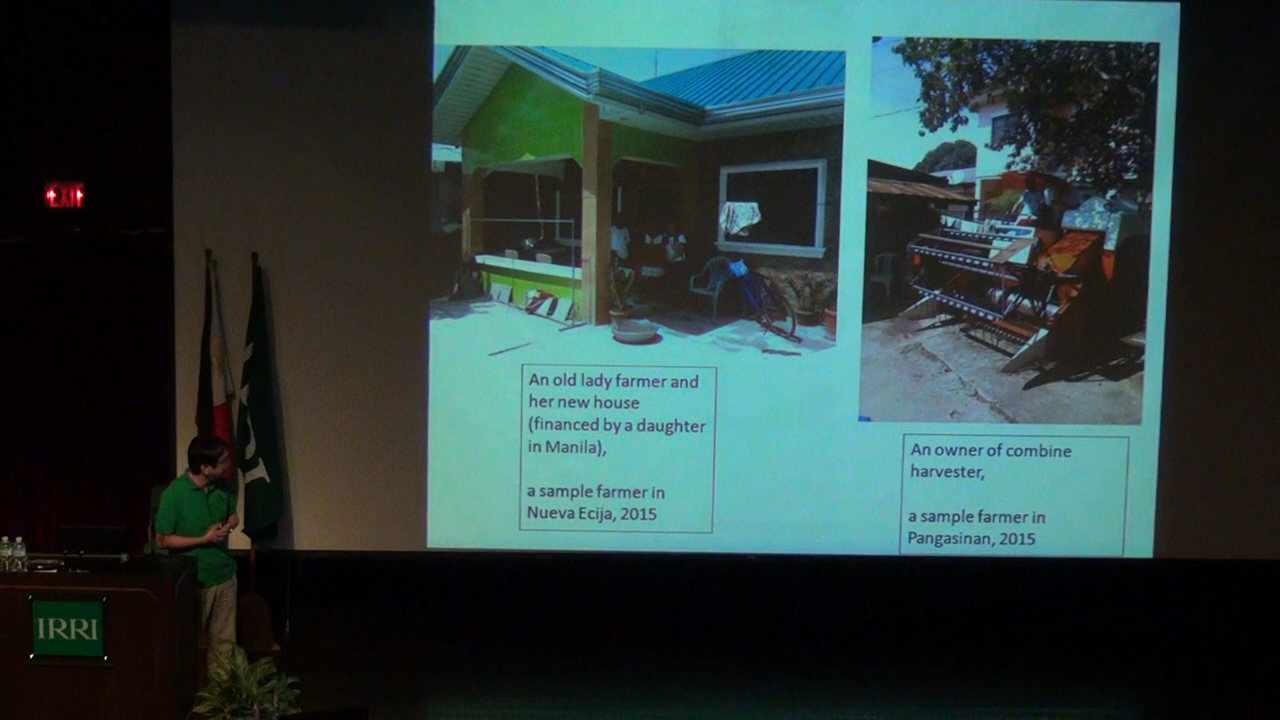 EXIT
An old lady farmer and
her new house
(financed by a daughter
in Manila),
a sample farmer in
Nueva Ecija, 2015
An owner of combine
harvester,
a sample farmer in
Pangasinan, 2015
IRRI